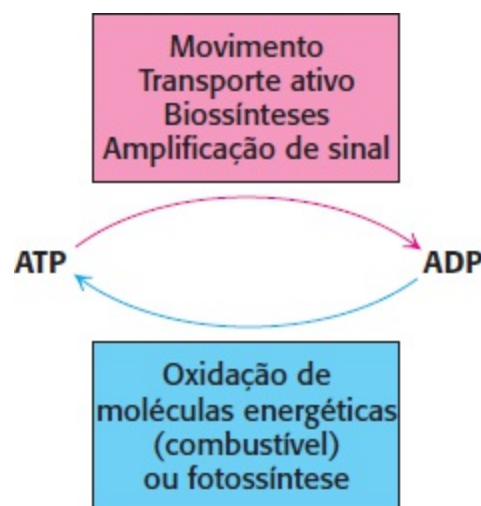 Movimento
Transporte ativo
Biossínteses
Amplificação de sinal
ATP
ADP
Oxidação de
moléculas energéticas
(combustível)
ou fotossíntese